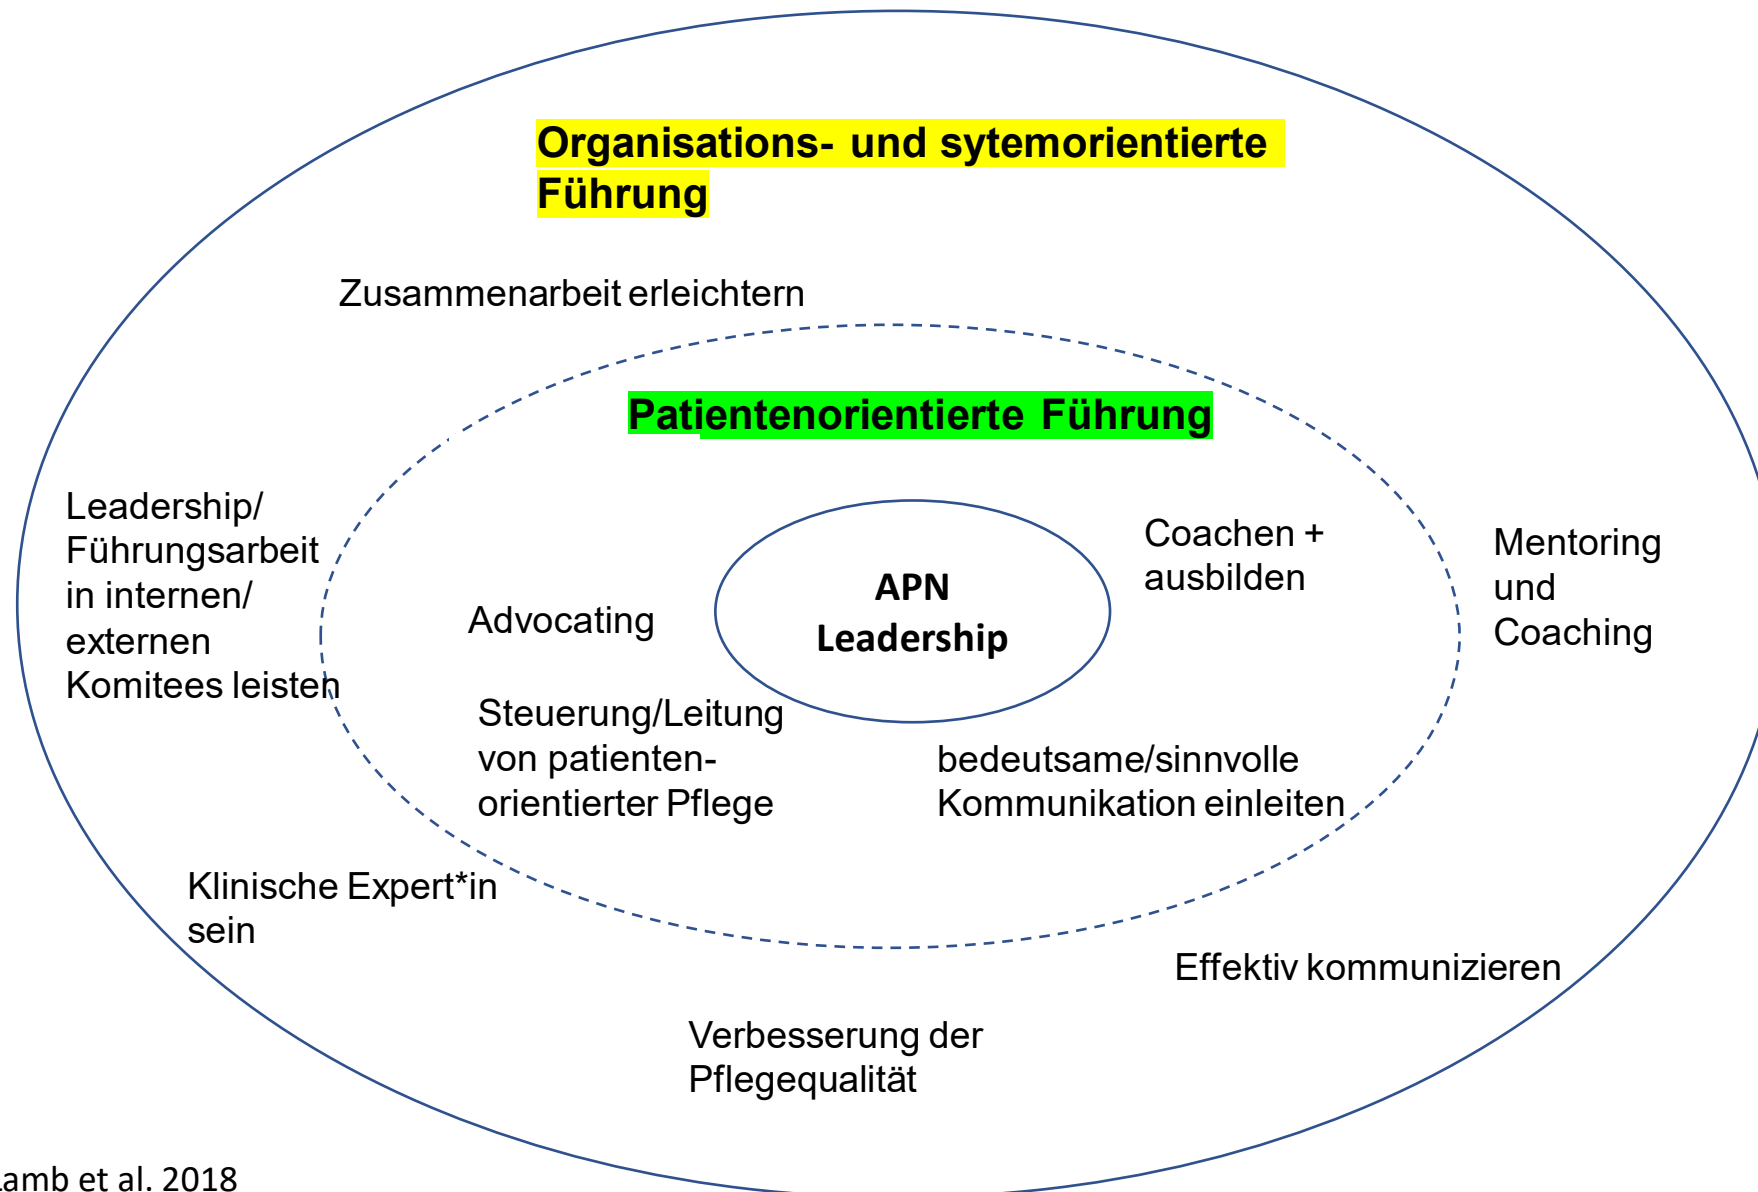 Organisations- und sytemorientierte
Führung
Zusammenarbeit erleichtern
Patientenorientierte Führung
Leadership/
Führungsarbeit
in internen/
externen
Komitees leisten
Advocating
APN
Leadership
Coachen +
ausbilden
Mentoring
und
Coaching
Steuerung/Leitung
von patienten-
orientierter Pflege
bedeutsame/sinnvolle
Kommunikation einleiten
Klinische Expert*in
sein
Effektiv kommunizieren
Verbesserung der
Pflegequalität
Lamb et al. 2018